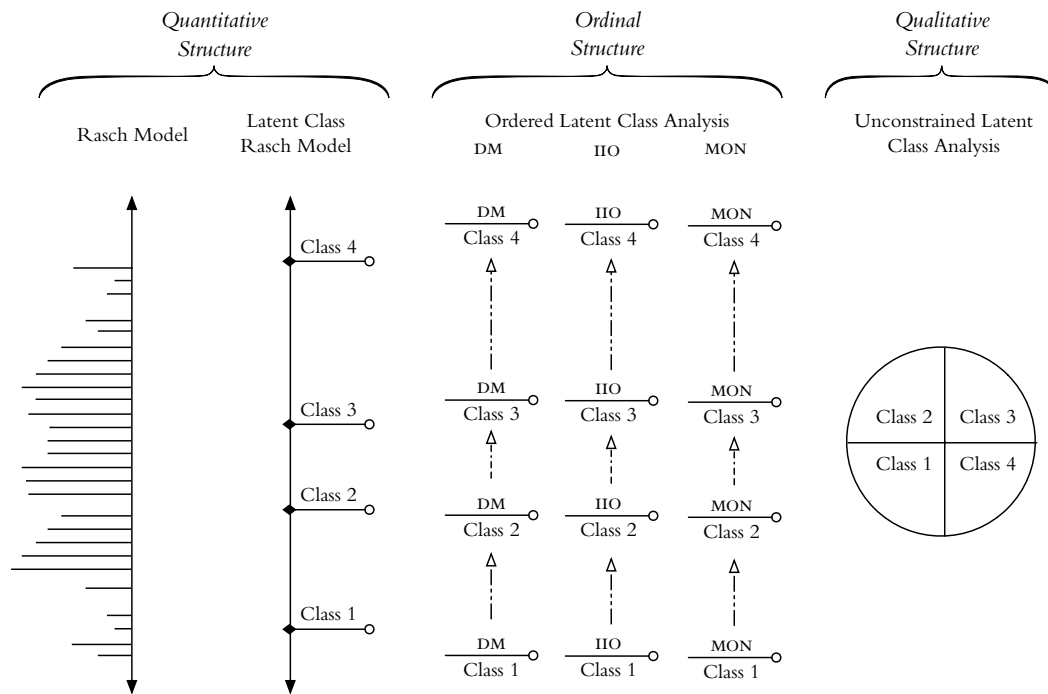 Quantitative
Structure
Ordinal
Structure
Qualitative
Structure
Rasch Model
Latent Class
Rasch Model
Ordered Latent Class Analysis
DM
IIO
MON
Unconstrained Latent
Class Analysis
Class 4
Class 3
Class 2
Class 1
DM
Class 4
DM
Class 3
DM
Class 2
DM
Class 1
IIO
Class 4
IIO
Class 3
IIO
Class 2
IIO
Class 1
MON
Class 4
MON
Class 3
MON
Class 2
MON
Class 1
Class 2
Class 3
Class 1
Class 4